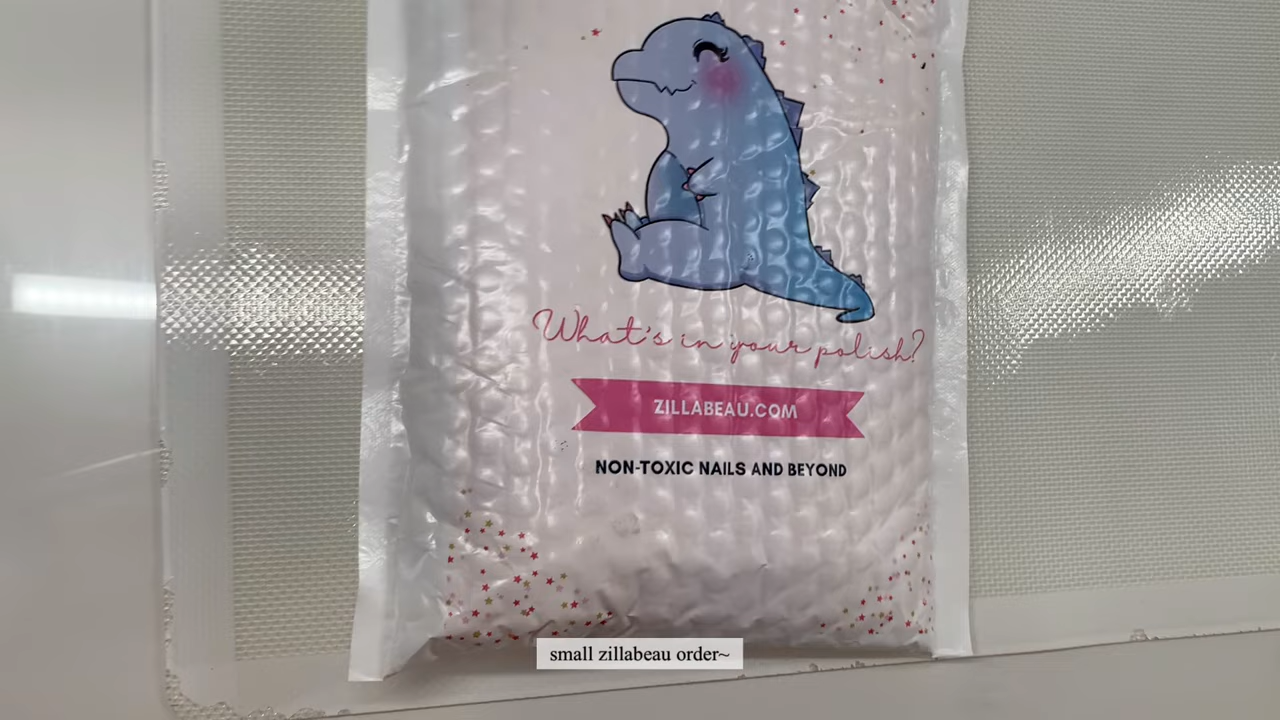 What's in your polish?
ZILLABEAU.COM
NON-TOXIC NAILS AND BEYOND
small zillabeau order~